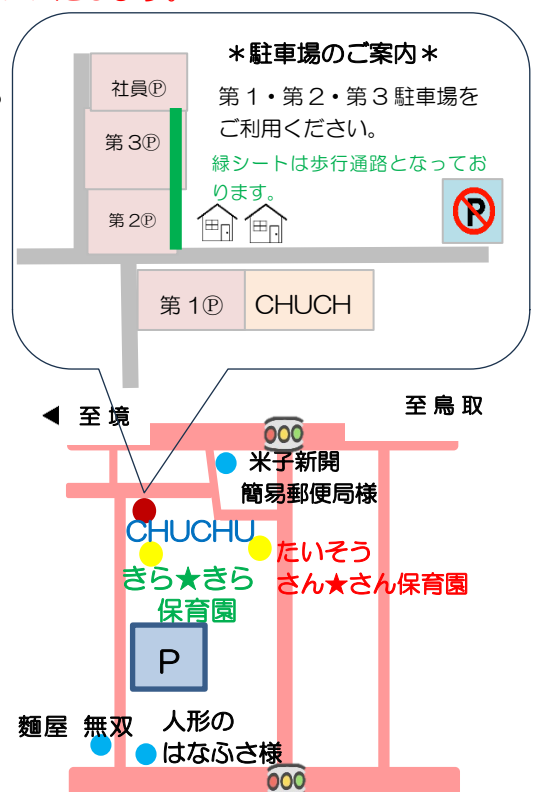 ＊駐車場のご案内＊
第１・第２・第３駐車場を
ご利用ください。
緑シートは歩行通路となってお
ります。
社員Ⓟ
第３Ⓟ
第２Ⓟ
P
第１Ⓟ
CHUCH
至境
至鳥取
米子新開
簡易郵便局様
CHUCHU
たいそう
さん★さん保育園
きら★きら
保育園
P
麵屋 無双
人形の
はなふさ様